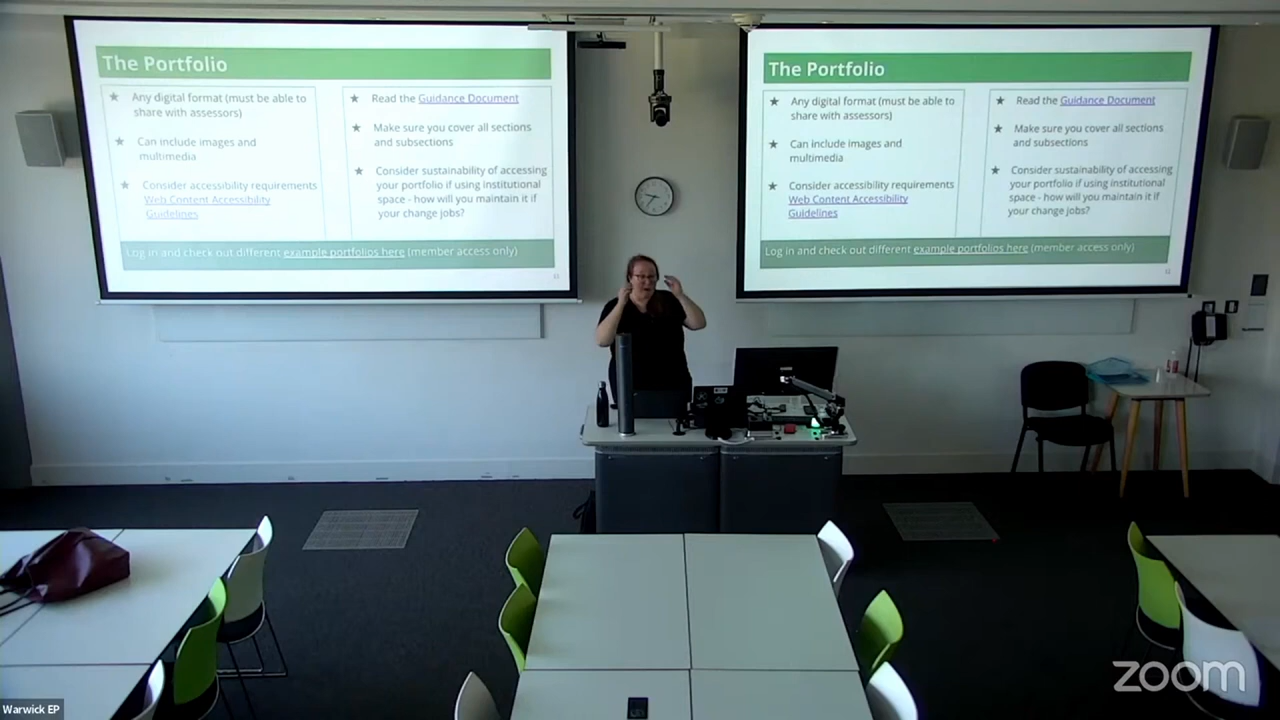 The Portfolio
★ Any digital format (must be able to
share with assessors)
★ Can include images and
multimedia
★ Consider accessibility requirements
Web Content Accessibility
Guidelines
★ Read the Guidance Document
★ Make sure you cover all sections
and subsections
★ Consider sustainability of accessing
your portfolio if using institutional
space - how will you maintain it if
your change jobs?
Log in and check out different example portfolios here (member access only)
The Portfolio
★ Any digital format (must be able to
share with assessors)
★ Can include images and
multimedia
★ Consider accessibility requirements
Web Content Accessibility
Guidelines
★ Read the Guidance Document
★ Make sure you cover all sections
and subsections
★ Consider sustainability of accessing
your portfolio if using institutional
space - how will you maintain it if
your change jobs?
Log in and check out different example portfolios here (member access only)
zoom
Warwick EP